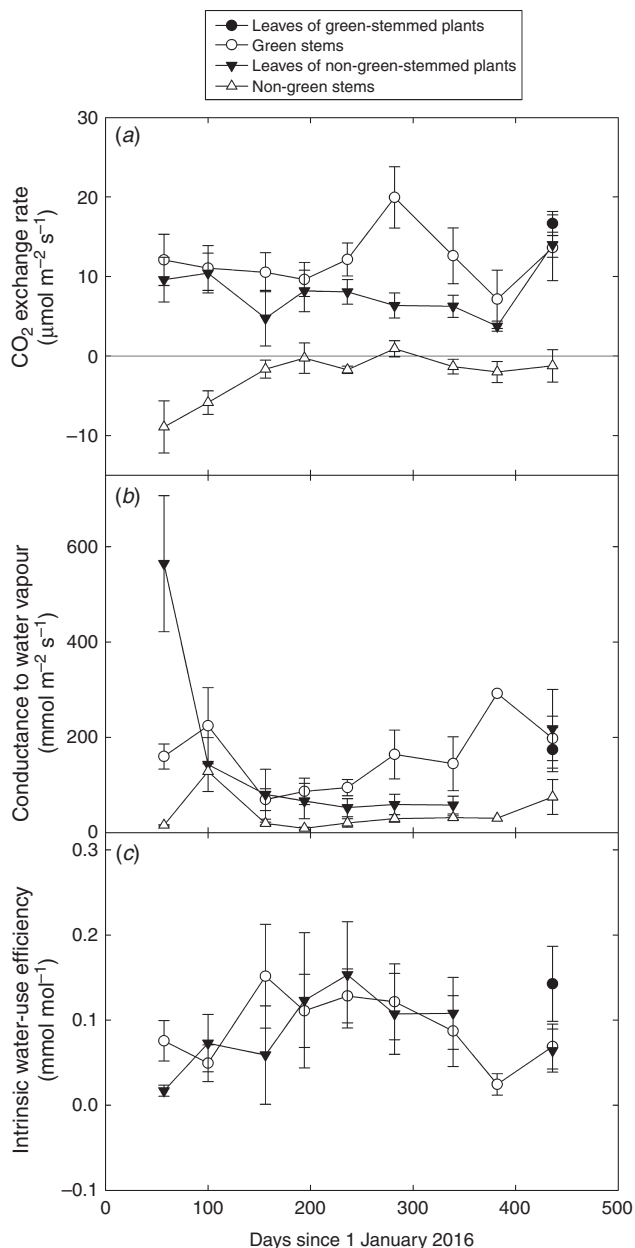 Leaves of green-stemmed plants
Green stems
Leaves of non-green-stemmed plants
Non-green stems
30
(a)
20
10
0
−10
CO2 exchange rate
(μmol m−2 s−1)
(b)
600
400
200
0
Conductance to water vapour
(mmol m−2 s−1)
0.3
(c)
0.2
0.1
0.0
−0.1
Intrinsic water-use efficiency
(mmol mol−1)
0 100 200 300 400 500
Days since 1 January 2016